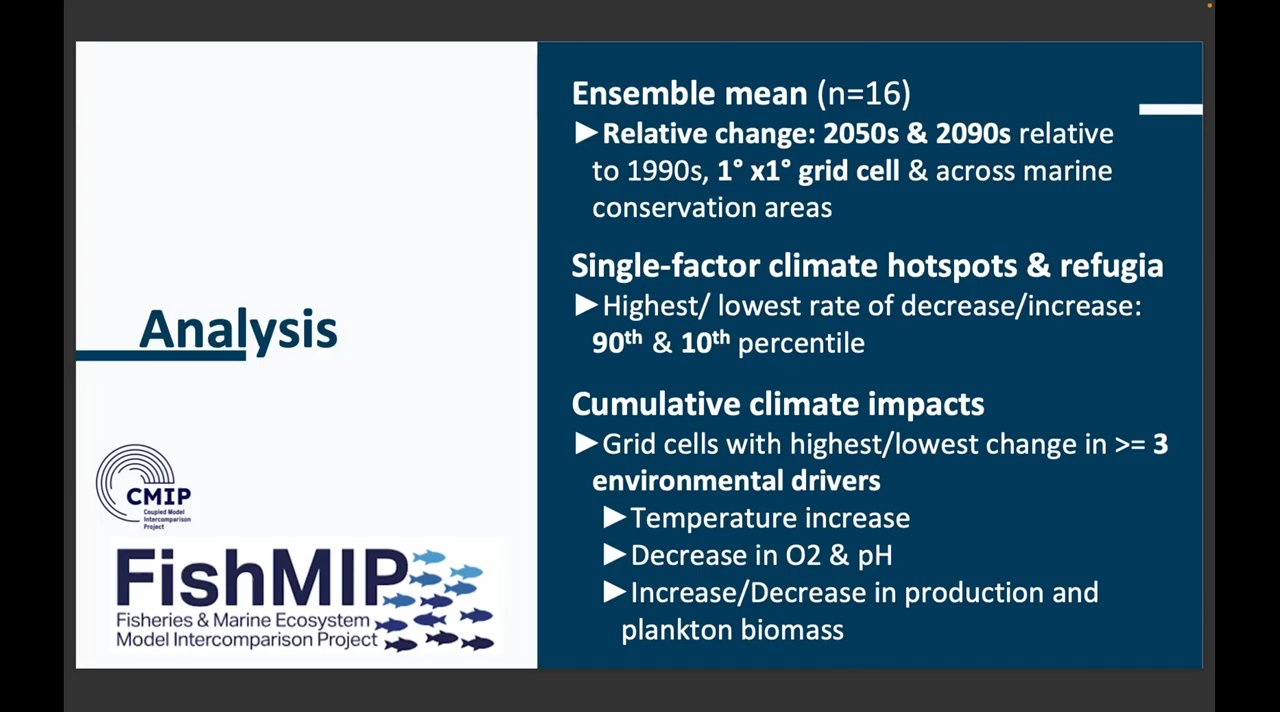 Analysis
CMIP
Coupled Model
Intercomparison
Project
FishMIP
Fisheries & Marine Ecosystem
Model Intercomparison Project
Ensemble mean (n=16)
►Relative change: 2050s & 2090s relative
to 1990s, 1° x1° grid cell & across marine
conservation areas
Single-factor climate hotspots & refugia
►Highest/ lowest rate of decrease/increase:
90th & 10th percentile
Cumulative climate impacts
►Grid cells with highest/lowest change in >= 3
environmental drivers
►Temperature increase
►Decrease in O2 & pH
►Increase/Decrease in production and
plankton biomass